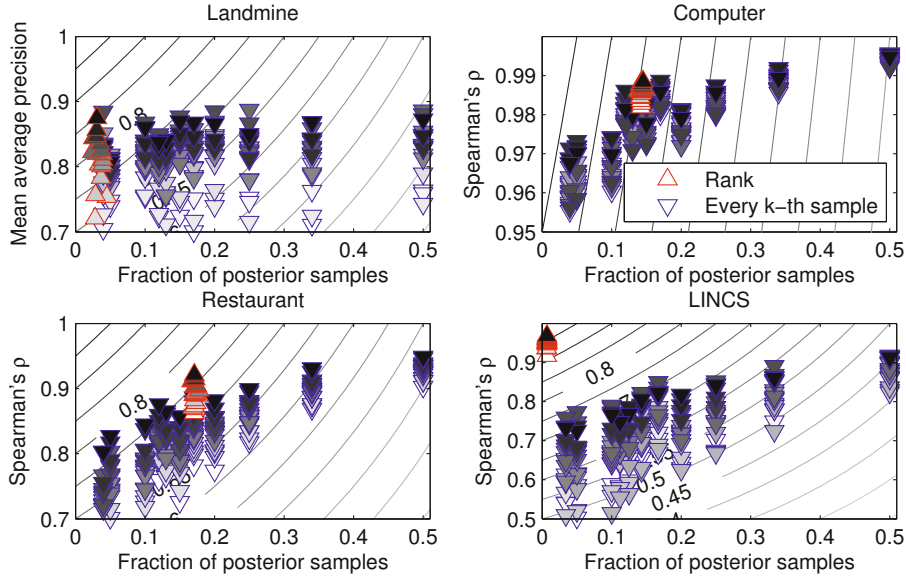 Landmine
Mean average precision
1
0.9
0.8
0.7
0.8
0 0.1 0.2 0.3 0.4 0.5
Fraction of posterior samples
Computer
Spearman's ρ
0.99
0.98
0.97
0.96
0.95
Rank
Every k−th sample
0 0.1 0.2 0.3 0.4 0.5
Fraction of posterior samples
Restaurant
Spearman's ρ
1
0.9
0.8
0.7
0.8
0 0.1 0.2 0.3 0.4 0.5
Fraction of posterior samples
LINCS
Spearman's ρ
0.9
0.8
0.7
0.6
0.5
0.8
0.5
0.45
0 0.1 0.2 0.3 0.4 0.5
Fraction of posterior samples